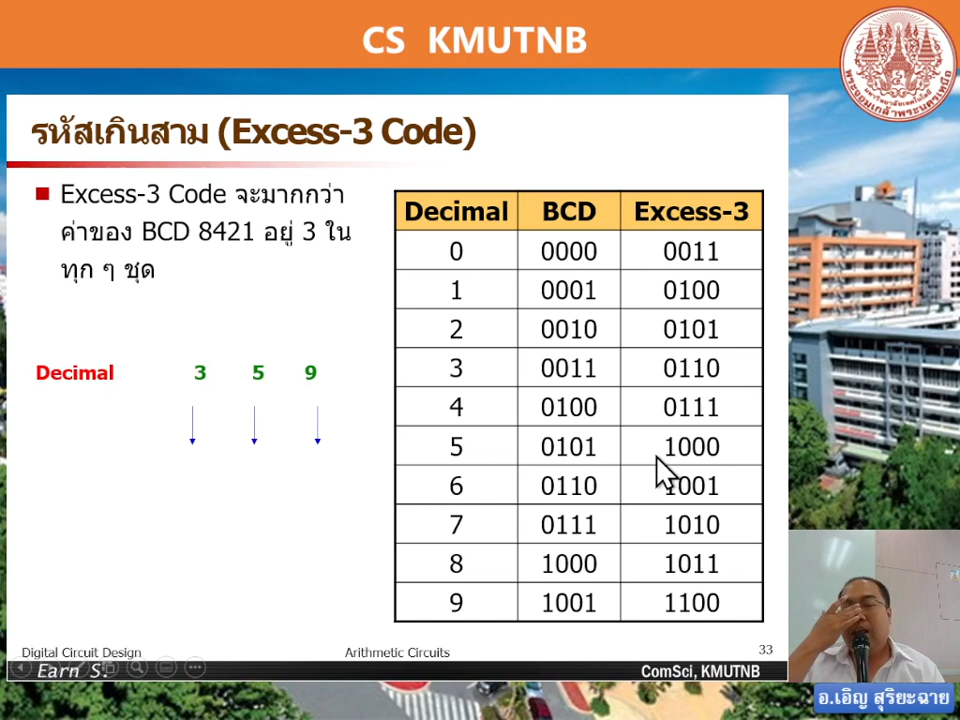 CS KMUTNB
รหัสเกินสาม (Excess-3 Code)
Excess-3 Code จะมากกว่า
ค่าของ BCD 8421 อยู่ 3 ใน
ทุก ๆ ชุด
Decimal 3 5 9
Decimal BCD Excess-3
0 0000 0011
1 0001 0100
2 0010 0101
3 0011 0110
4 0100 0111
5 0101 1000
6 0110 1001
7 0111 1010
8 1000 1011
9 1001 1100
Digital Circuit Design Arithmetic Circuits 33
Earn S. ComSci, KMUTNB
อ.เอิญ สุริยะฉาย